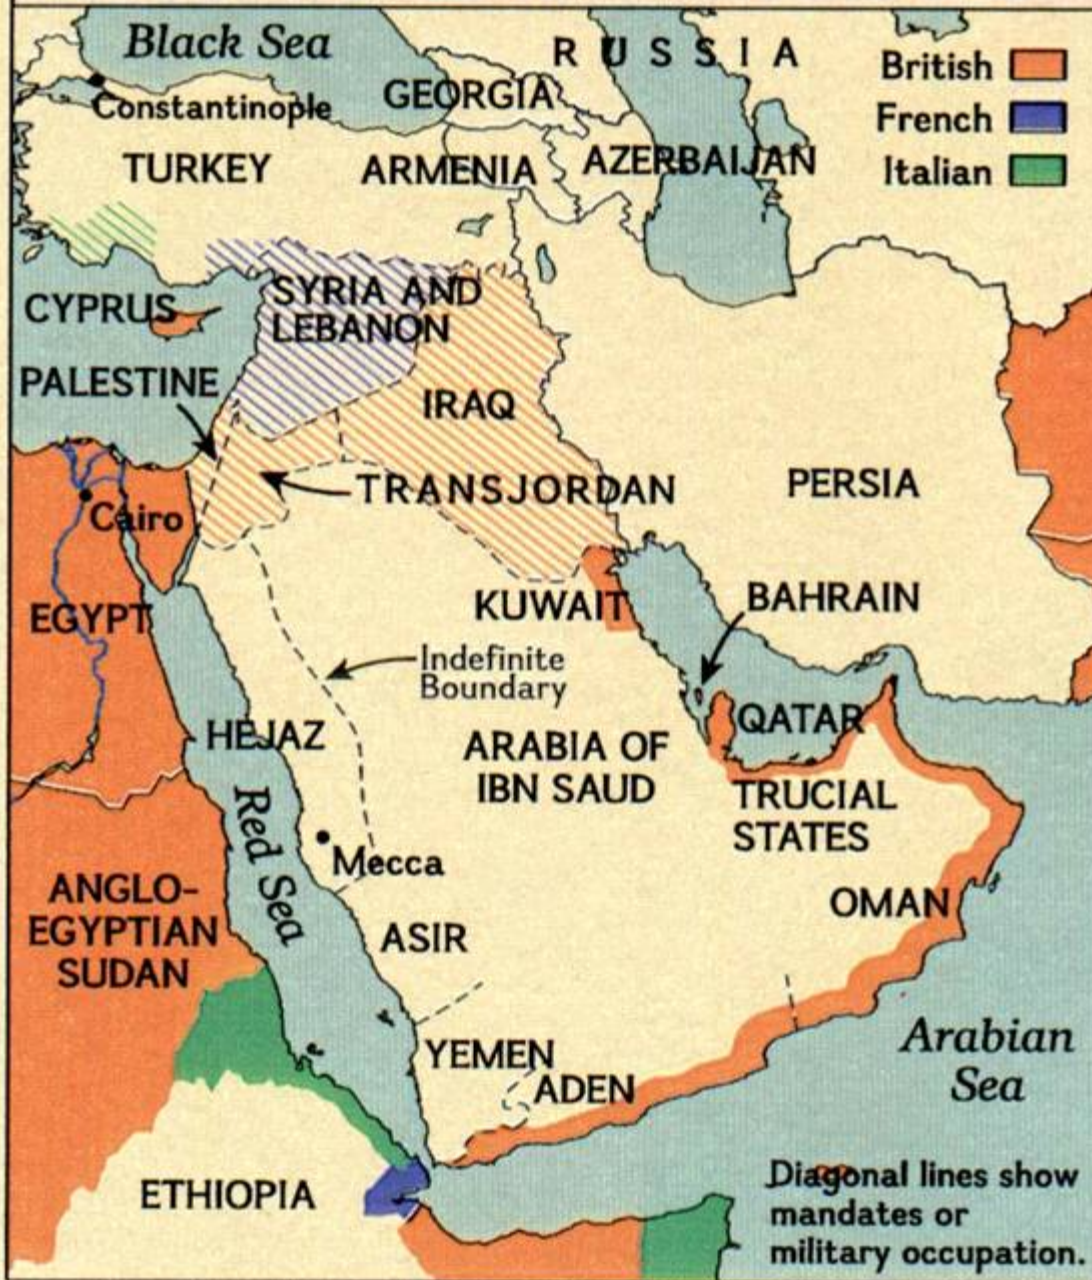 Black Sea
RUSSIA
British
Constantinople
GEORGIA
French
TURKEY
ARMENIA
AZERBAIJAN
Italian
CYPRUS
SYRIA AND
LEBANON
PALESTINE
IRAQ
TRANSJORDAN
PERSIA
Cairo
EGYPT
KUWAIT
BAHRAIN
Indefinite
Boundary
HEJAZ
QATAR
ARABIA OF
IBN SAUD
Red Sea
TRUCIAL
STATES
Mecca
ANGLO-
EGYPTIAN
SUDAN
OMAN
ASIR
YEMEN
ADEN
Arabian
Sea
ETHIOPIA
Diagonal lines show
mandates or
military occupation.